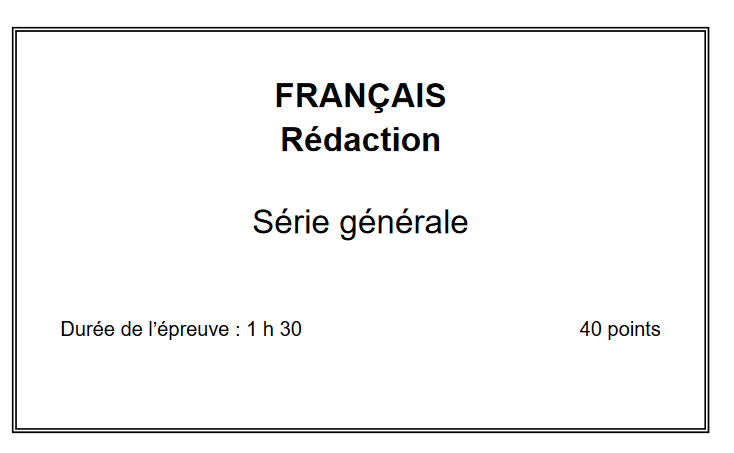 FRANÇAIS
Rédaction
Série générale
Durée de l’épreuve : 1 h 30 40 points